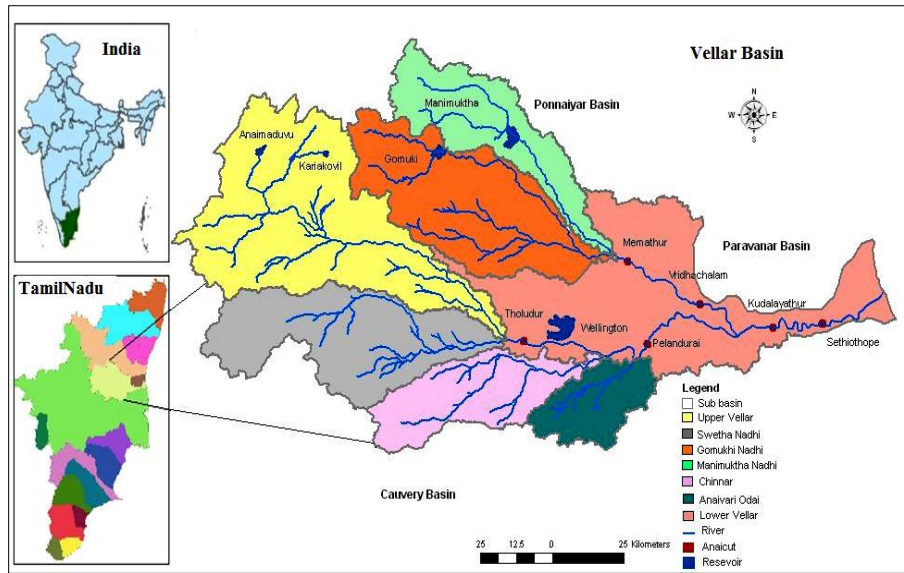 India
Vellar Basin
N
W E
S
Ponnaiyar Basin
Manimuktha
Anaimaduvu
Kariakovil
Gomuki
TamilNadu
Memathur
Paravanar Basin
Vridhachalam
Kudalayathur
Tholudur
Wellington
Pelandurai
Sethiothope
Cauvery Basin
Legend
Sub basin
Upper Vellar
Swetha Nadhi
Gomukhi Nadhi
Manimuktha Nadhi
Chinnar
Anaivari Odai
Lower Vellar
River
Anaicut
Resevoir
25 12.5 0 25 Kilometers